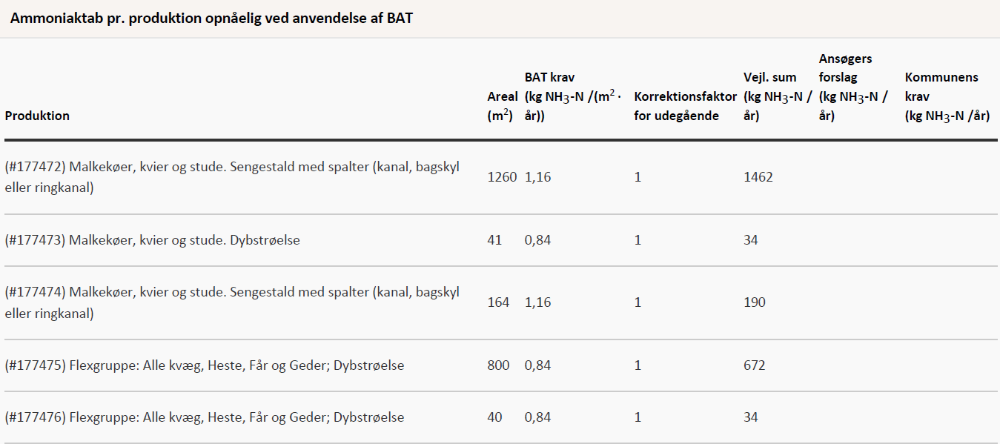 Ammoniaktab pr. produktion opnåelig ved anvendelse af BAT
Produktion
Areal
(m²)
BAT krav
(kg NH₃-N /(m² ·
år))
Korrektionsfaktor
for udegående
Vejl. sum
(kg NH₃-N /
år)
Ansøgers
forslag
(kg NH₃-N /
år)
Kommunens
krav
(kg NH₃-N /år)
(#177472) Malkekøer, kvier og stude. Sengestald med spalter (kanal, bagskyl
eller ringkanal)
1260 1,16 1 1462
(#177473) Malkekøer, kvier og stude. Dybstrøelse 41 0,84 1 34
(#177474) Malkekøer, kvier og stude. Sengestald med spalter (kanal, bagskyl
eller ringkanal)
164 1,16 1 190
(#177475) Flexgruppe: Alle kvæg, Heste, Får og Geder; Dybstrøelse 800 0,84 1 672
(#177476) Flexgruppe: Alle kvæg, Heste, Får og Geder; Dybstrøelse 40 0,84 1 34